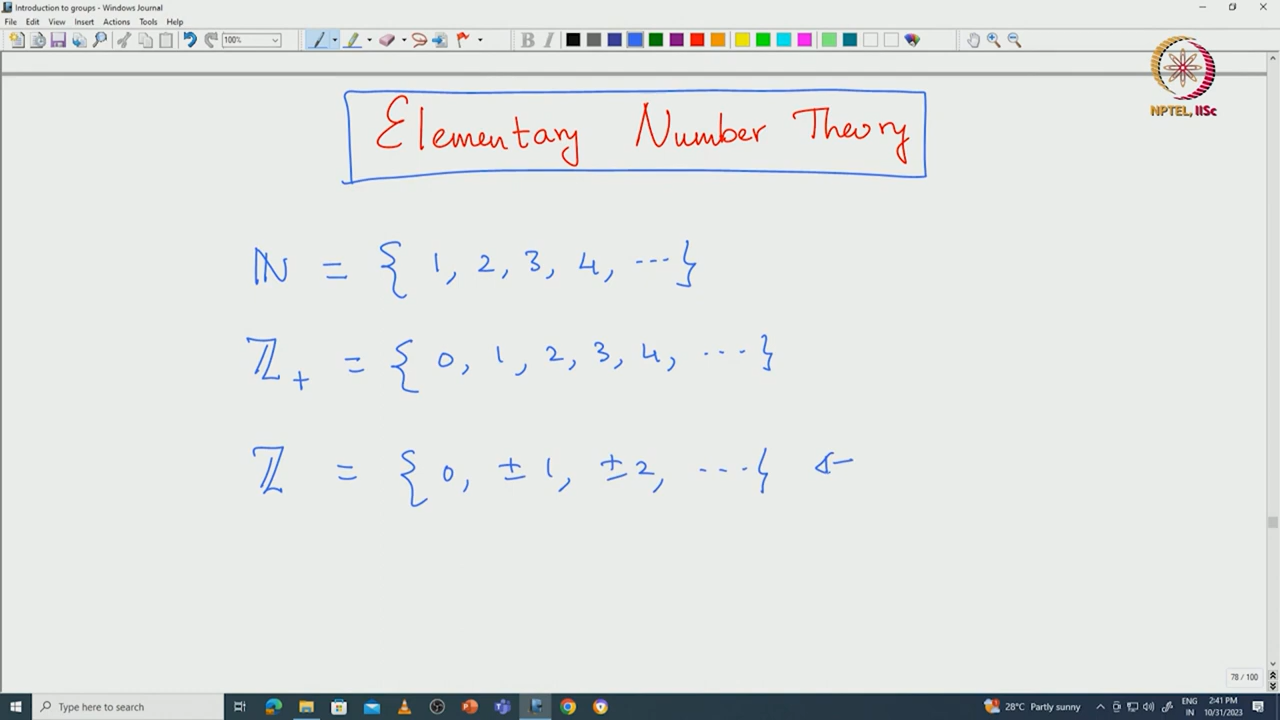 Introduction to groups - Windows Journal
File Edit View Insert Actions Tools Help
100% B I
NPTEL, IISc
Elementary Number Theory
ℕ = { 1, 2, 3, 4, ... }
ℤ₊ = { 0, 1, 2, 3, 4, ... }
ℤ = { 0, ± 1, ± 2, ... } ←
78 / 100
Type here to search
28°C Partly sunny
ENG
IN
2:41 PM
10/31/2023